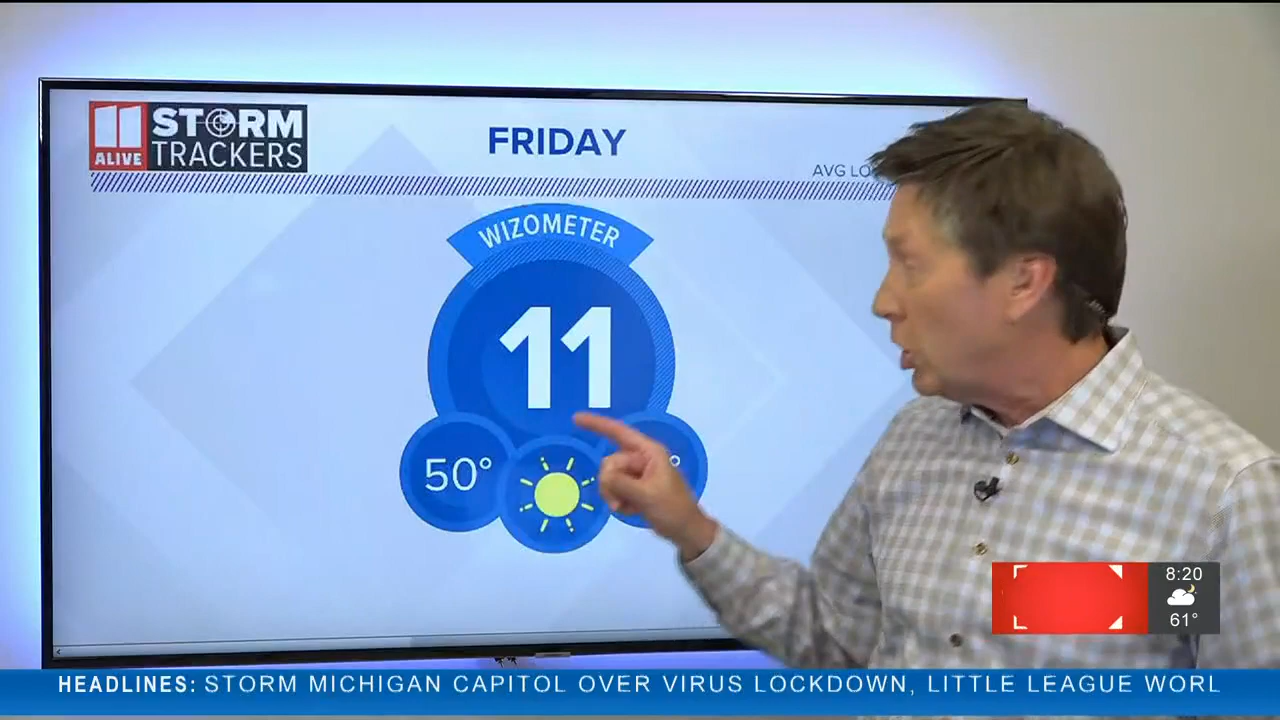 11
ALIVE
STORM
TRACKERS
FRIDAY
AVG LO
WIZOMETER
11
50°
°
8:20
61°
HEADLINES: STORM MICHIGAN CAPITOL OVER VIRUS LOCKDOWN, LITTLE LEAGUE WORL